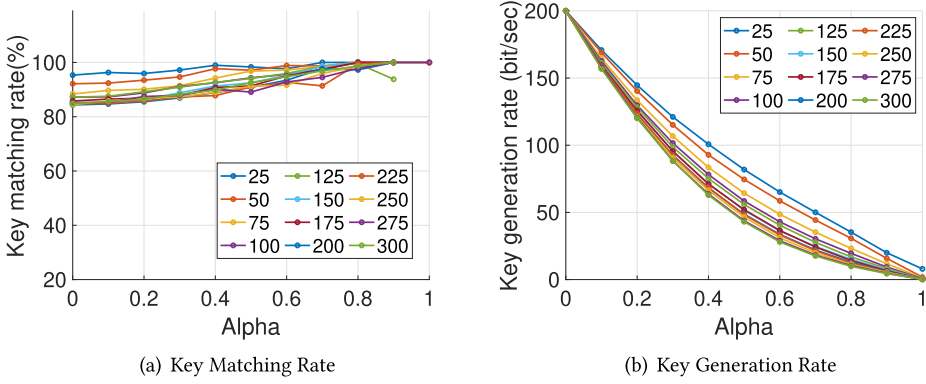 Key matching rate(%)
100
80
60
40
20
0
0.2
0.4
0.6
0.8
1
Alpha
25 125 225
50 150 250
75 175 275
100 200 300
(a) Key Matching Rate
Key generation rate (bit/sec)
200
150
100
50
0
0
0.2
0.4
0.6
0.8
1
Alpha
25 125 225
50 150 250
75 175 275
100 200 300
(b) Key Generation Rate